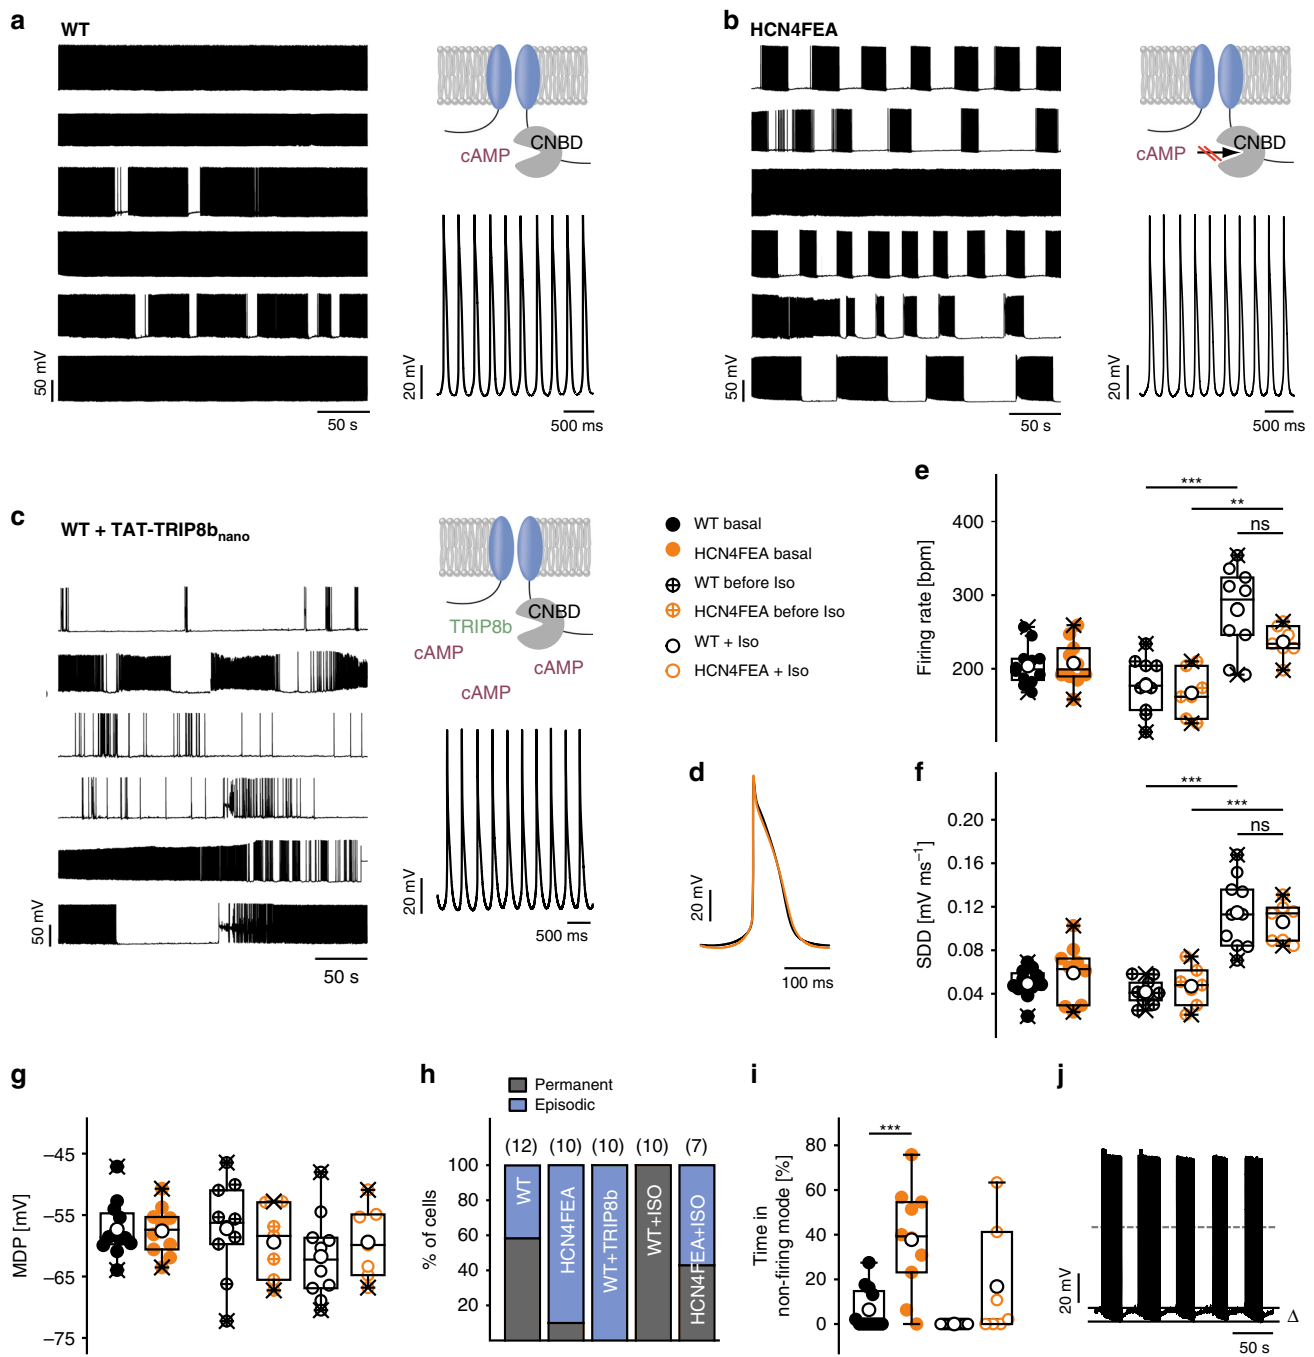 a
WT
CNBD
cAMP
50 mV
50 s
20 mV
500 ms
b
HCN4FEA
CNBD
cAMP
50 mV
50 s
20 mV
500 ms
c
WT + TAT-TRIP8bnano
CNBD
TRIP8b
cAMP
cAMP
cAMP
50 mV
50 s
20 mV
500 ms
WT basal
HCN4FEA basal
WT before Iso
HCN4FEA before Iso
WT + Iso
HCN4FEA + Iso
d
20 mV
100 ms
e
Firing rate [bpm]
400
300
200
***
**
ns
f
SDD [mV ms−1]
0.20
0.16
0.12
0.08
0.04
***
***
ns
g
MDP [mV]
−45
−55
−65
−75
h
Permanent
Episodic
(12) (10) (10) (10) (7)
% of cells
100
80
60
40
20
WT
HCN4FEA
WT+TRIP8b
WT+ISO
HCN4FEA+ISO
i
Time in
non-firing mode [%]
80
60
40
20
0
***
j
20 mV
Δ
50 s